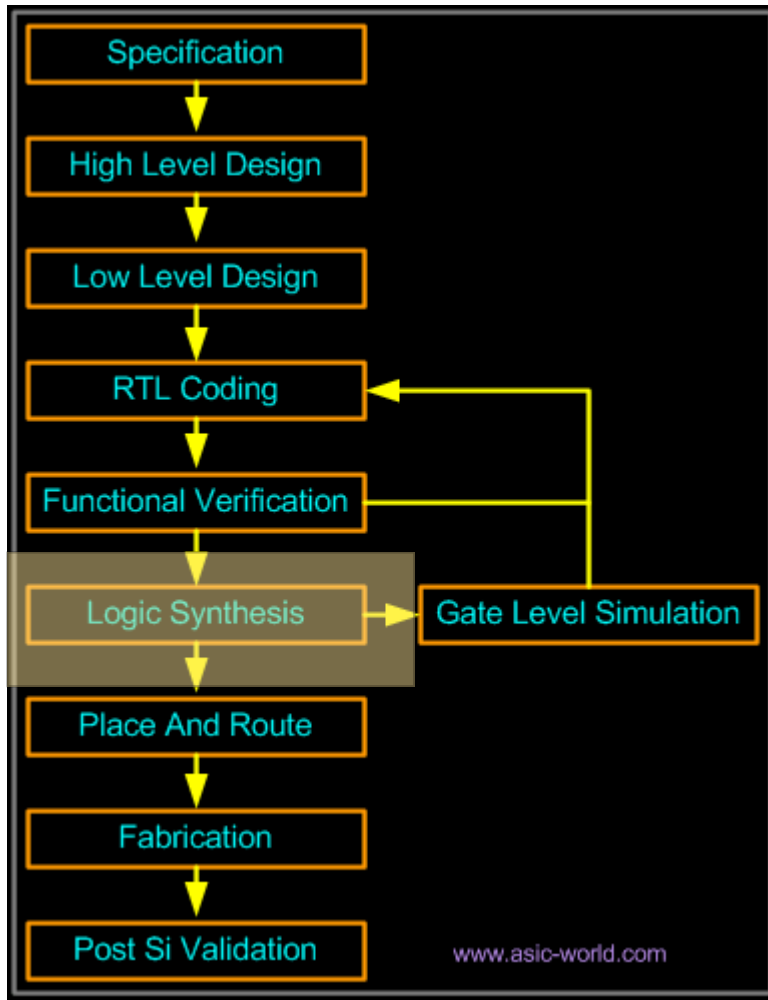 Specification
High Level Design
Low Level Design
RTL Coding
Functional Verification
Logic Synthesis
Gate Level Simulation
Place And Route
Fabrication
Post Si Validation
www.asic-world.com